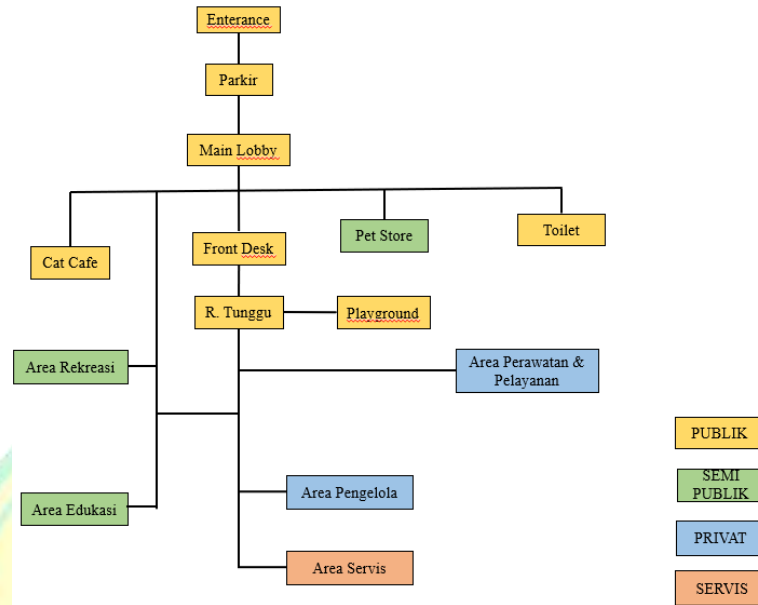 Enterance
Parkir
Main Lobby
Cat Cafe
Front Desk
Pet Store
Toilet
R. Tunggu
Playground
Area Rekreasi
Area Perawatan &
Pelayanan
Area Edukasi
Area Pengelola
Area Servis
PUBLIK
SEMI
PUBLIK
PRIVAT
SERVIS